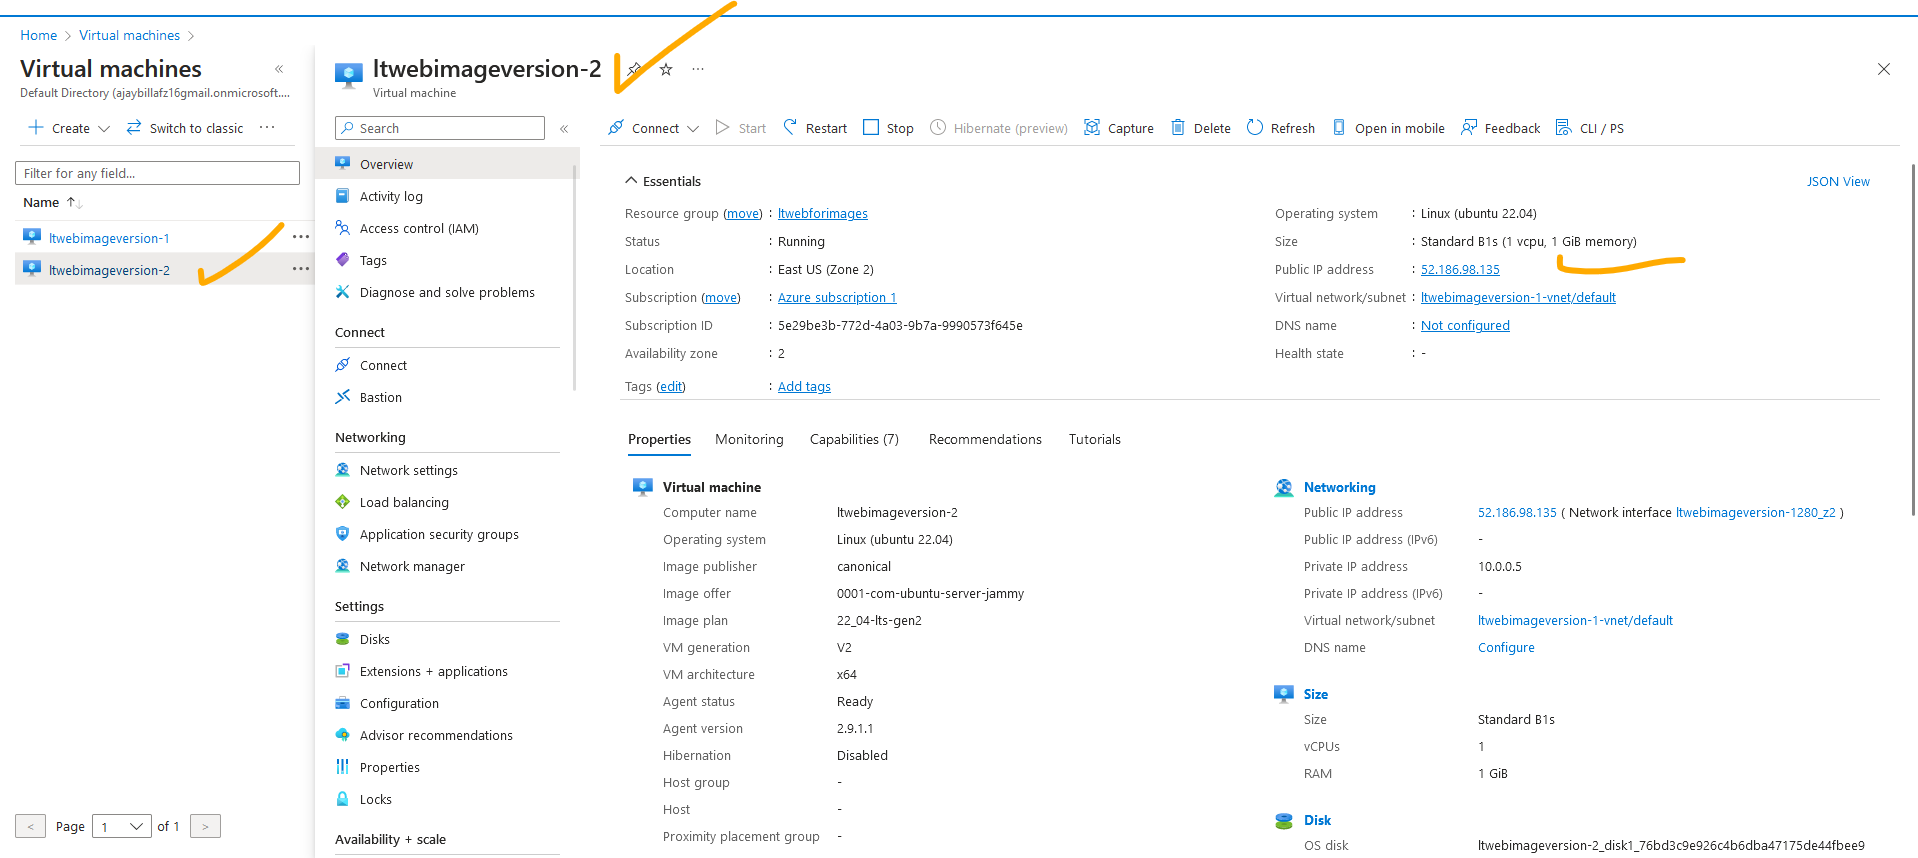 Home > Virtual machines >
Virtual machines «
Default Directory (ajaybillafz16gmail.onmicrosoft....
Create Switch to classic ...
Filter for any field...
Name ↑↓
ltwebimageversion-1 ...
ltwebimageversion-2 ...
< Page 1 of 1 >
ltwebimageversion-2 ...
Virtual machine
Search «
Overview
Activity log
Access control (IAM)
Tags
Diagnose and solve problems
Connect
Connect
Bastion
Networking
Network settings
Load balancing
Application security groups
Network manager
Settings
Disks
Extensions + applications
Configuration
Advisor recommendations
Properties
Locks
Availability + scale
Connect Start Restart Stop Hibernate (preview) Capture Delete Refresh Open in mobile Feedback CLI / PS
Essentials JSON View
Resource group (move) : ltwebforimages
Status : Running
Location : East US (Zone 2)
Subscription (move) : Azure subscription 1
Subscription ID : 5e29be3b-772d-4a03-9b7a-9990573f645e
Availability zone : 2
Tags (edit) : Add tags
Operating system : Linux (ubuntu 22.04)
Size : Standard B1s (1 vcpu, 1 GiB memory)
Public IP address : 52.186.98.135
Virtual network/subnet : ltwebimageversion-1-vnet/default
DNS name : Not configured
Health state : -
Properties Monitoring Capabilities (7) Recommendations Tutorials
Virtual machine
Computer name ltwebimageversion-2
Operating system Linux (ubuntu 22.04)
Image publisher canonical
Image offer 0001-com-ubuntu-server-jammy
Image plan 22_04-lts-gen2
VM generation V2
VM architecture x64
Agent status Ready
Agent version 2.9.1.1
Hibernation Disabled
Host group -
Host -
Proximity placement group -
Networking
Public IP address 52.186.98.135 ( Network interface ltwebimageversion-1280_z2 )
Public IP address (IPv6) -
Private IP address 10.0.0.5
Private IP address (IPv6) -
Virtual network/subnet ltwebimageversion-1-vnet/default
DNS name Configure
Size
Size Standard B1s
vCPUs 1
RAM 1 GiB
Disk
OS disk ltwebimageversion-2_disk1_76bd3c9e926c4b6dba47175de44fbee9